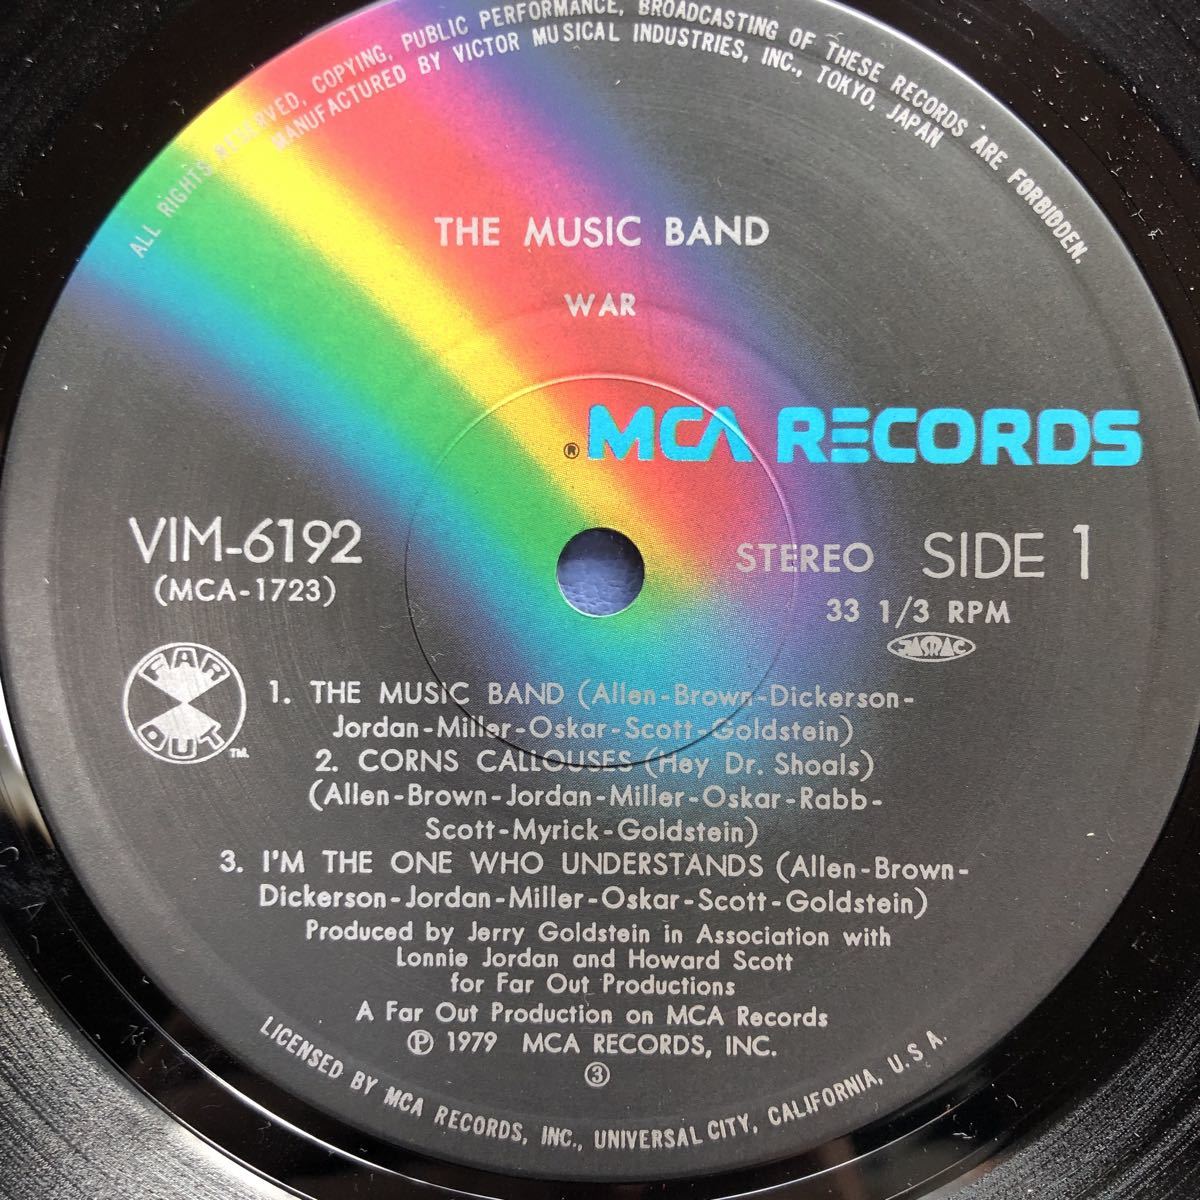 ALL RIGHTS RESERVED, COPYING, PUBLIC PERFORMANCE, BROADCASTING OF THESE RECORDS ARE FORBIDDEN.
MANUFACTURED BY VICTOR MUSICAL INDUSTRIES, INC., TOKYO, JAPAN
THE MUSIC BAND
WAR
® MCA RECORDS
VIM-6192
(MCA-1723)
STEREO SIDE 1
33 1/3 RPM
JASRAC
FAR
OUT TM.
1. THE MUSIC BAND (Allen-Brown-Dickerson-
Jordan-Miller-Oskar-Scott-Goldstein)
2. CORNS CALLOUSES (Hey Dr. Shoals)
(Allen-Brown-Jordan-Miller-Oskar-Rabb-
Scott-Myrick-Goldstein)
3. I'M THE ONE WHO UNDERSTANDS (Allen-Brown-
Dickerson-Jordan-Miller-Oskar-Scott-Goldstein)
Produced by Jerry Goldstein in Association with
Lonnie Jordan and Howard Scott
for Far Out Productions
A Far Out Production on MCA Records
℗ 1979 MCA RECORDS, INC.
③
LICENSED BY MCA RECORDS, INC., UNIVERSAL CITY, CALIFORNIA, U.S.A.